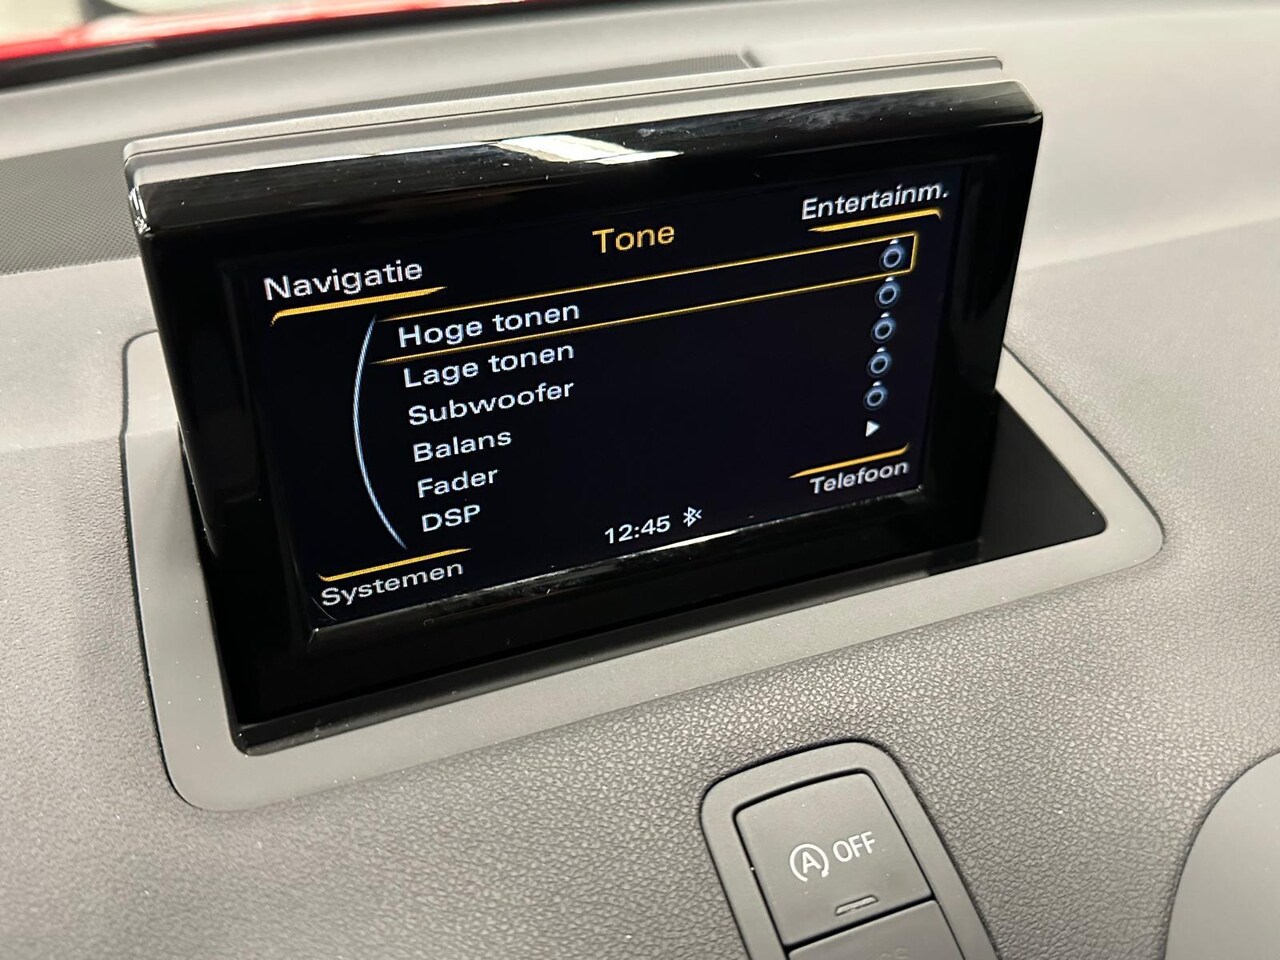 Entertainm.
Tone
Navigatie
Hoge tonen
Lage tonen
Subwoofer
Balans
Fader
DSP
Telefoon
12:45
Systemen
A OFF